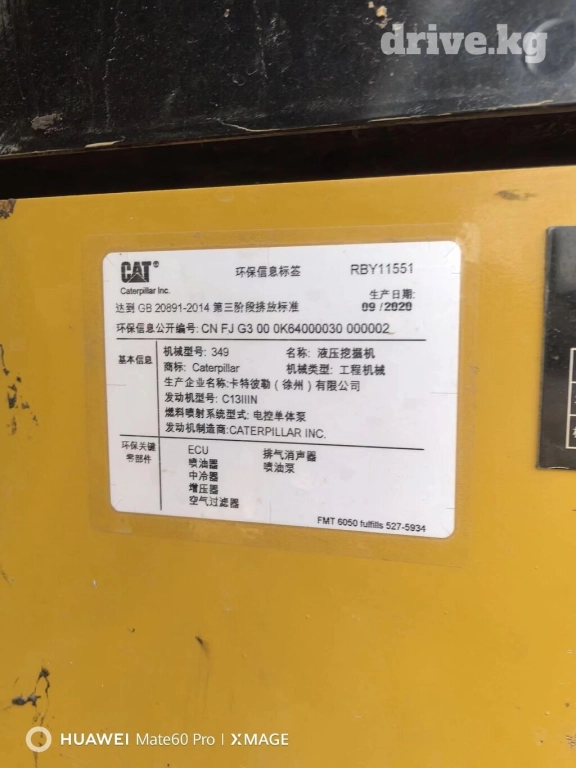 drive.kg
CAT®
Caterpillar Inc.
环保信息标签
RBY11551
生产日期:
09 /2020
达到 GB 20891-2014 第三阶段排放标准
环保信息公开编号: CN FJ G3 00 0K64000030 000002
基本信息
机械型号: 349 名称: 液压挖掘机
商标: Caterpillar 机械类型: 工程机械
生产企业名称:卡特彼勒（徐州）有限公司
发动机型号: C13IIIN
燃料喷射系统型式: 电控单体泵
发动机制造商:CATERPILLAR INC.
环保关键
零部件
ECU 排气消声器
喷油器 喷油泵
中冷器
增压器
空气过滤器
FMT 6050 fulfills 527-5934
HUAWEI Mate60 Pro | XMAGE